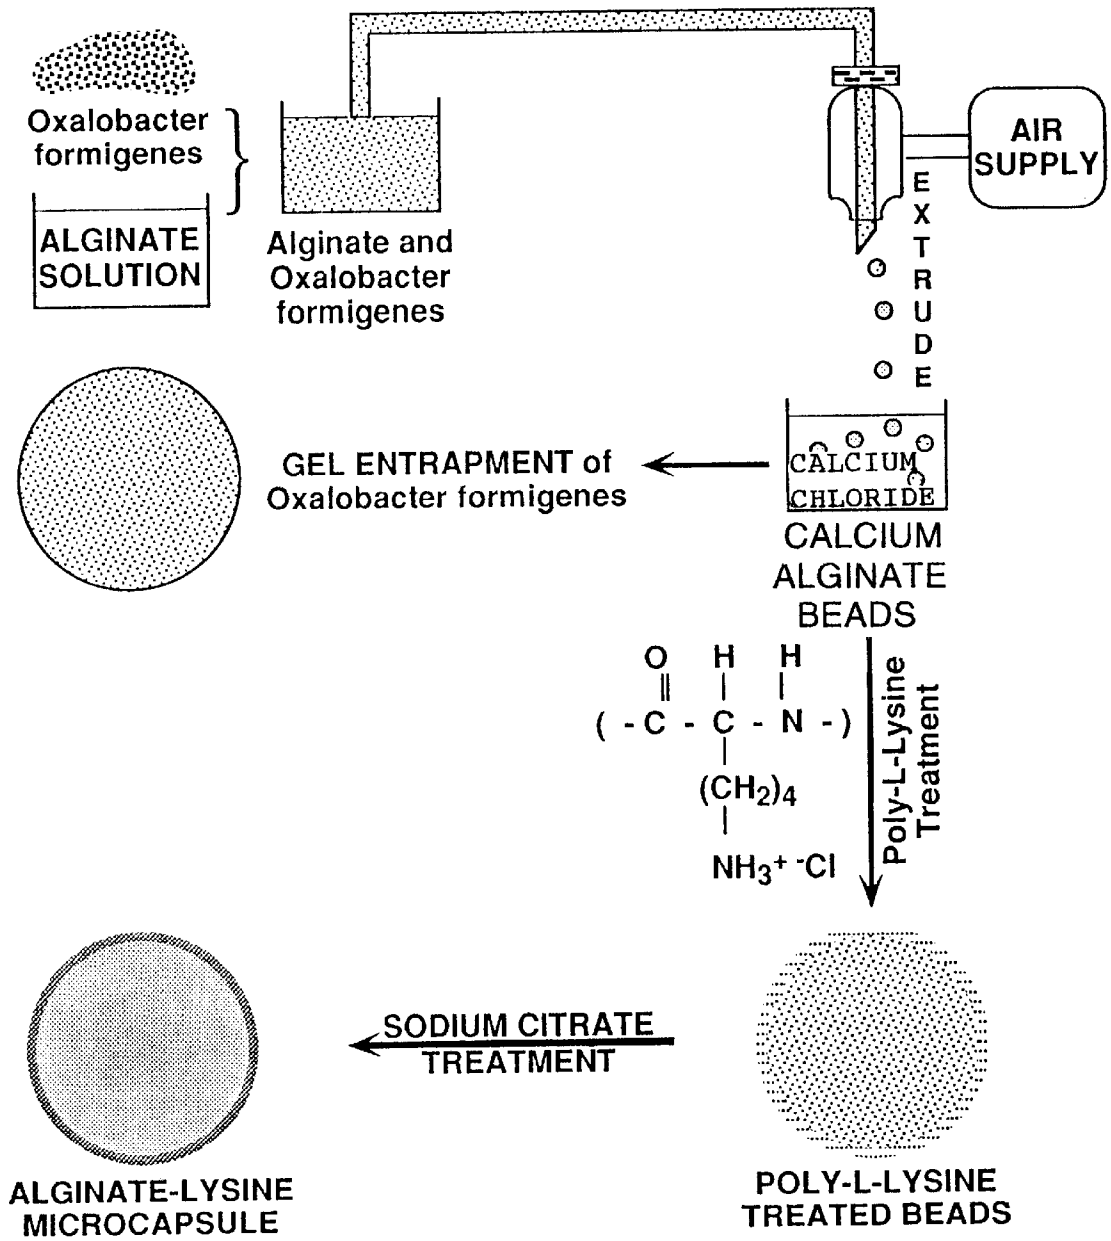 Oxalobacter
formigenes
ALGINATE
SOLUTION
Alginate and
Oxalobacter
formigenes
AIR
SUPPLY
EXTRUDE
CALCIUM
CHLORIDE
CALCIUM
ALGINATE
BEADS
GEL ENTRAPMENT of
Oxalobacter formigenes
O H H
( - C - C - N - )
(CH2)4
NH3+ -Cl
Poly-L-Lysine
Treatment
SODIUM CITRATE
TREATMENT
ALGINATE-LYSINE
MICROCAPSULE
POLY-L-LYSINE
TREATED BEADS